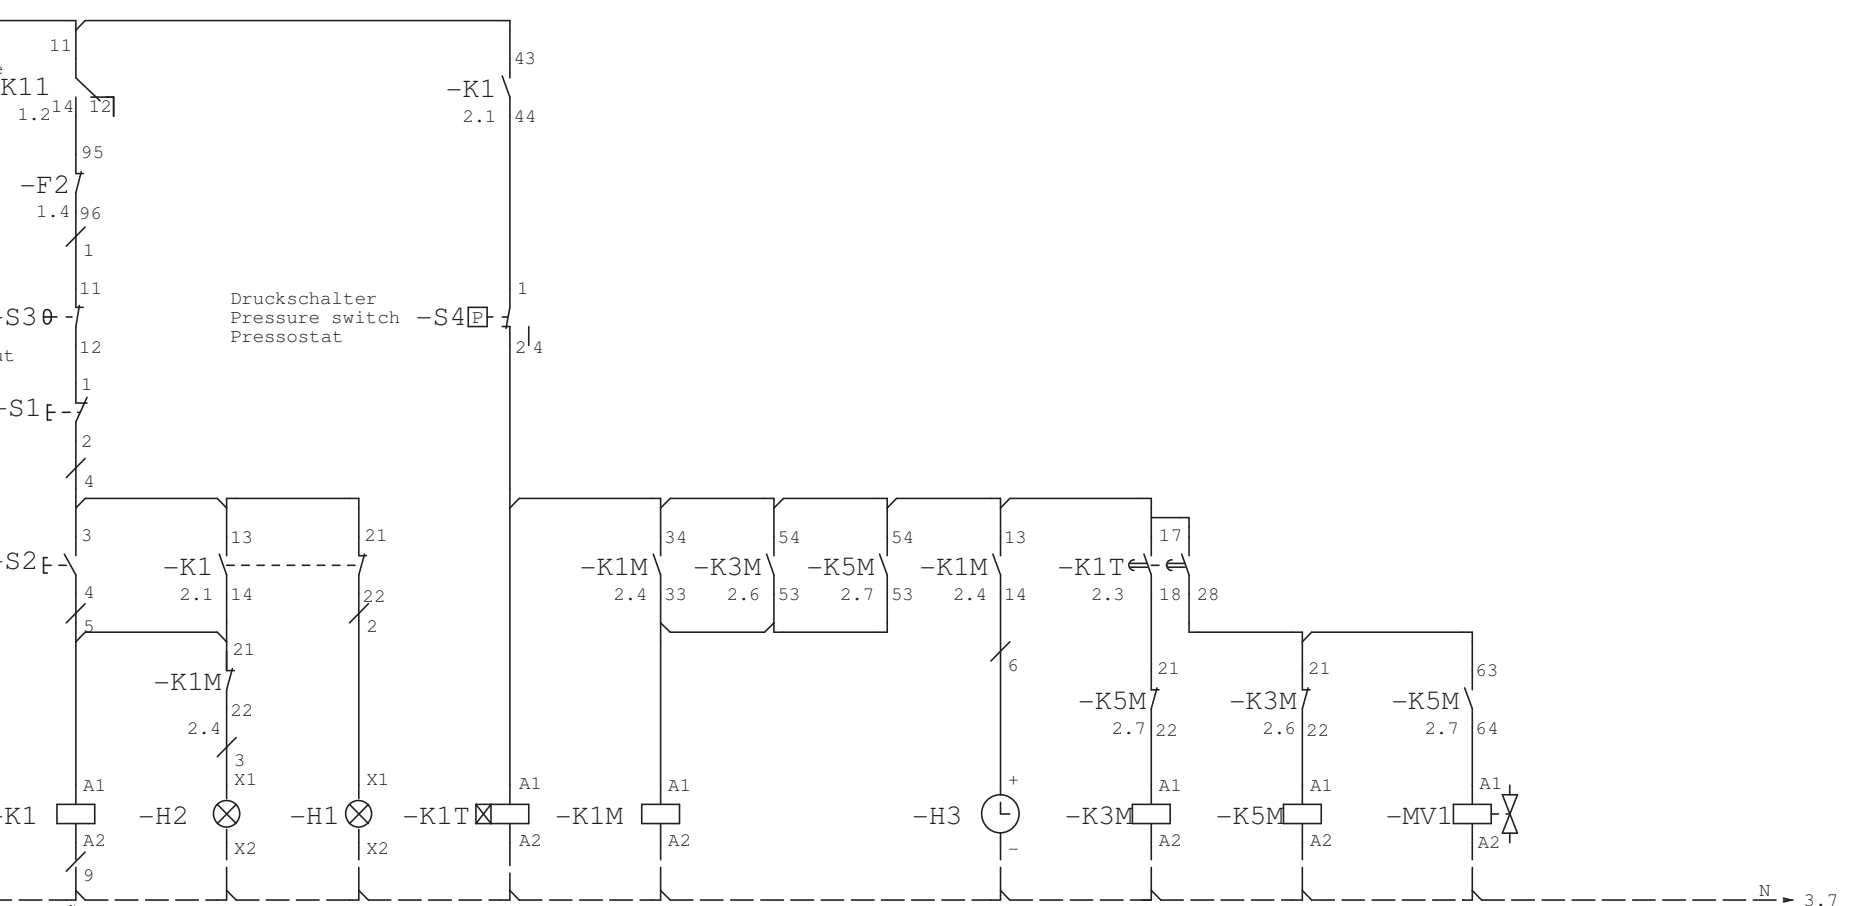 11
43
e
K11
-K1
1.2
14
12
2.1
44
95
-F2
1.4
96
1
11
1
Druckschalter
Pressure switch
Pressostat
-S3
-S4
P
12
2
4
ut
1
-S1
2
4
3
13
21
34
54
54
13
17
-S2
-K1
-K1M
-K3M
-K5M
-K1M
-K1T
4
2.1
14
22
2.4
33
2.6
53
2.7
53
2.4
14
2.3
18
28
5
2
21
6
21
21
63
-K1M
-K5M
-K3M
-K5M
22
2.4
2.7
22
2.6
22
2.7
64
3
A1
X1
X1
A1
A1
+
A1
A1
A1
-K1
-H2
-H1
-K1T
-K1M
-H3
-K3M
-K5M
-MV1
A2
X2
X2
A2
A2
-
A2
A2
A2
9
N
3.7